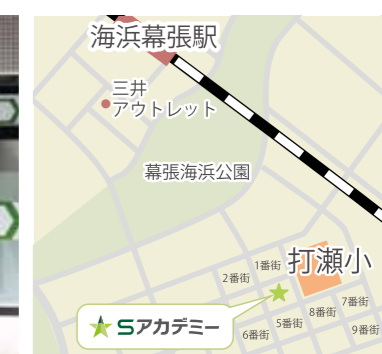 海浜幕張駅
三井
アウトレット
幕張海浜公園
打瀬小
1番街
2番街
7番街
8番街
5番街
9番街
6番街
Sアカデミー